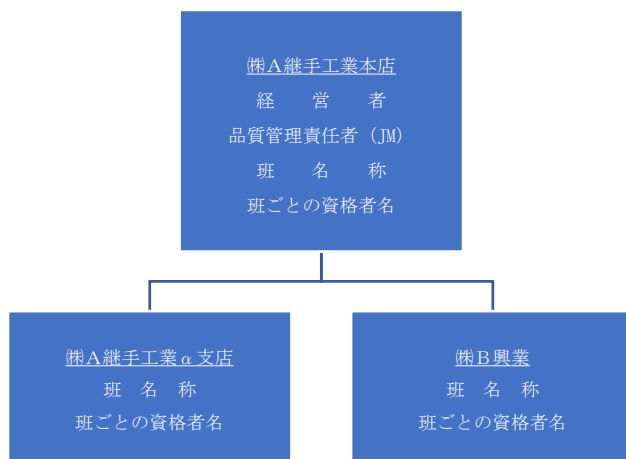 ㈱Ａ継手工業本店
経　営　者
品質管理責任者（JM）
班　名　称
班ごとの資格者名
㈱Ａ継手工業α支店
班　名　称
班ごとの資格者名
㈱Ｂ興業
班　名　称
班ごとの資格者名